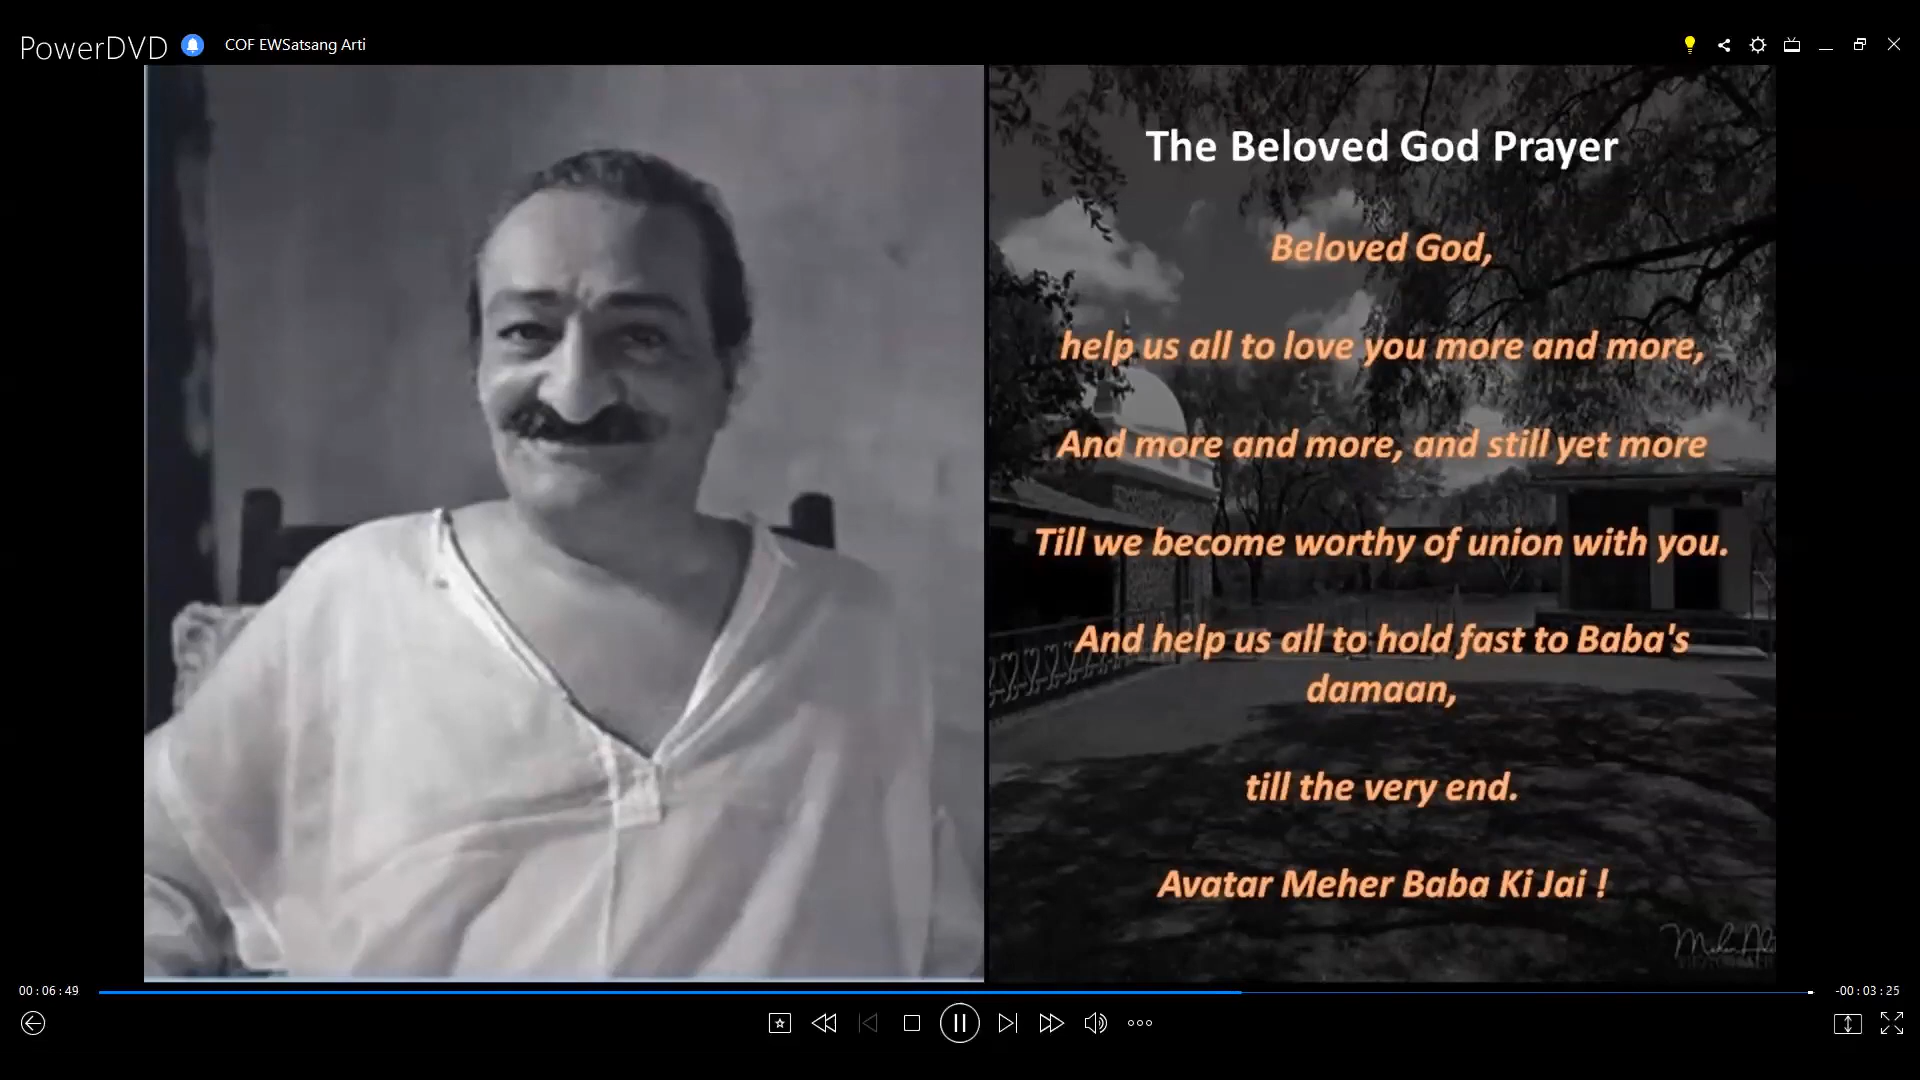 PowerDVD
COF EWSatsang Arti
The Beloved God Prayer
Beloved God,
help us all to love you more and more,
And more and more, and still yet more
Till we become worthy of union with you.
And help us all to hold fast to Baba's
damaan,
till the very end.
Avatar Meher Baba Ki Jai !
00:06:49
-00:03:25